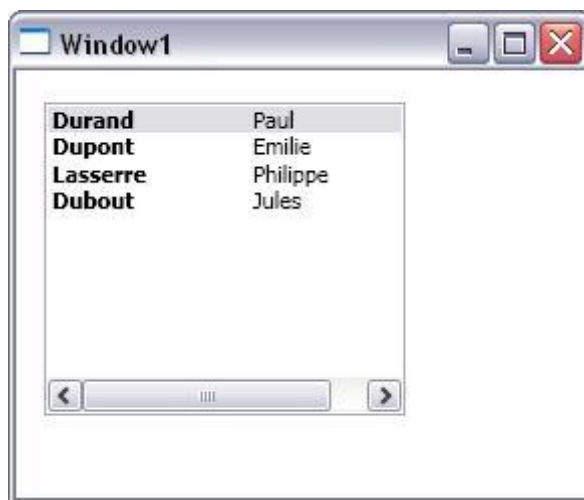 Window1
Durand Paul
Dupont Emilie
Lasserre Philippe
Dubout Jules